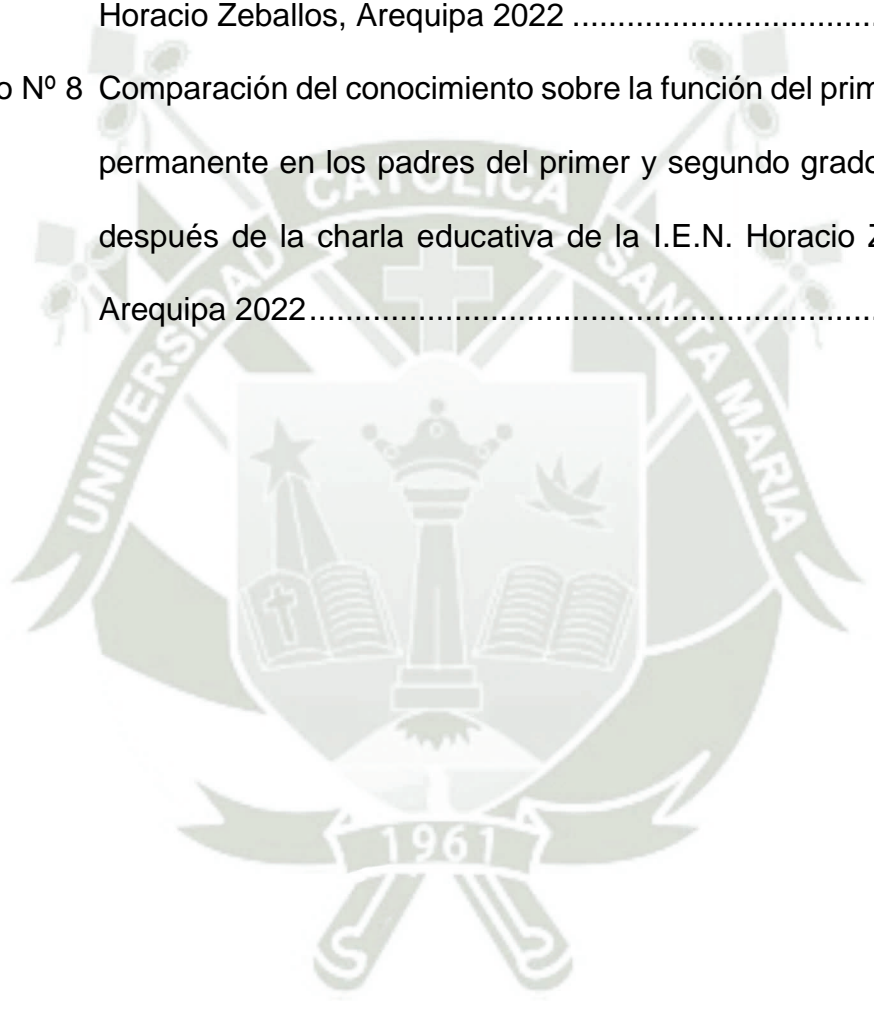 Horacio Zeballos, Arequipa 2022 ..................................
o Nº 8 Comparación del conocimiento sobre la función del prim
permanente en los padres del primer y segundo grado
después de la charla educativa de la I.E.N. Horacio Z
Arequipa 2022................................................................
UNIVERSIDAD CATOLICA SANTA MARIA
1961